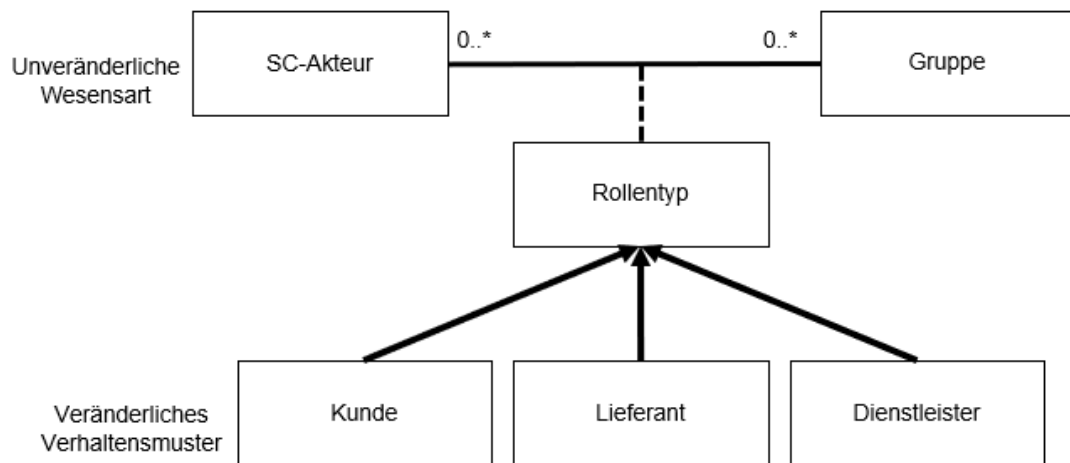 Unveränderliche
Wesensart
SC-Akteur
0..*
0..*
Gruppe
Rollentyp
Veränderliches
Verhaltensmuster
Kunde
Lieferant
Dienstleister